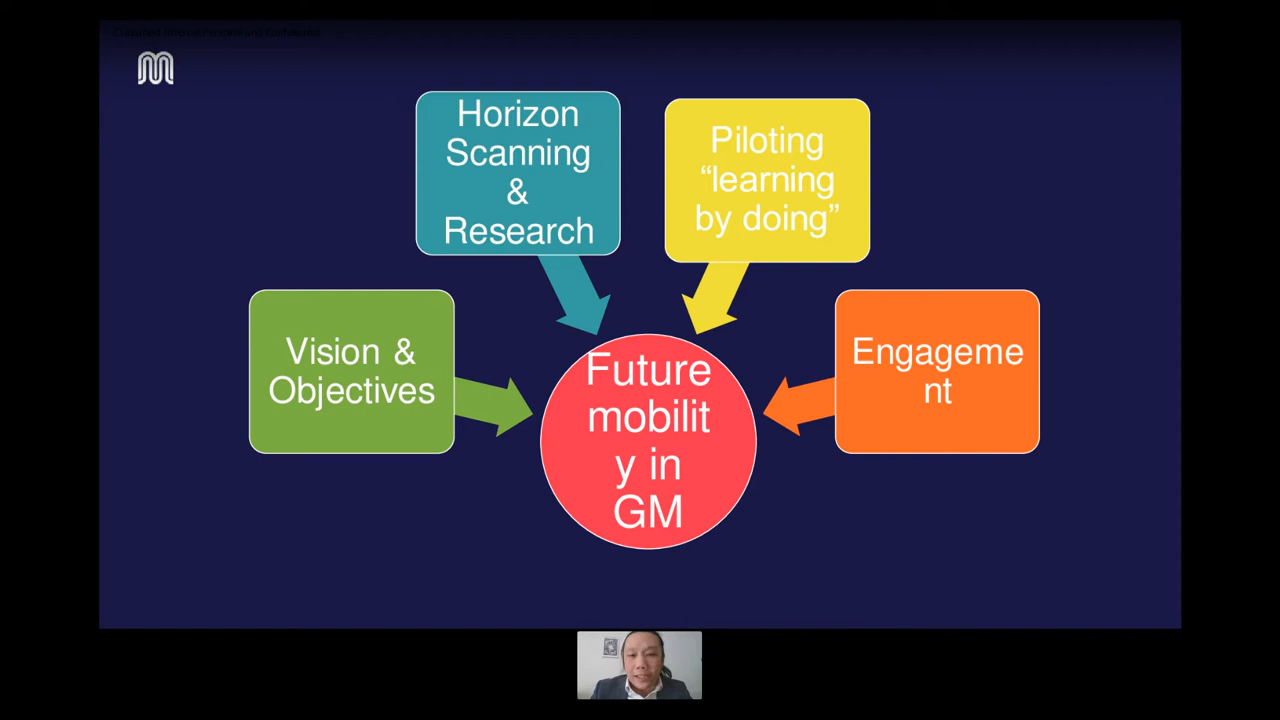 Horizon
Scanning
&
Research
Piloting
“learning
by doing”
Vision &
Objectives
Engageme
nt
Future
mobilit
y in
GM